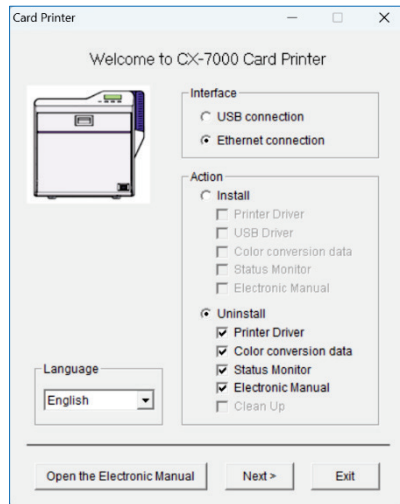 Card Printer
Welcome to CX-7000 Card Printer
Interface
USB connection
Ethernet connection
Action
Install
Printer Driver
USB Driver
Color conversion data
Status Monitor
Electronic Manual
Uninstall
Printer Driver
Color conversion data
Status Monitor
Electronic Manual
Clean Up
Language
English
Open the Electronic Manual
Next >
Exit